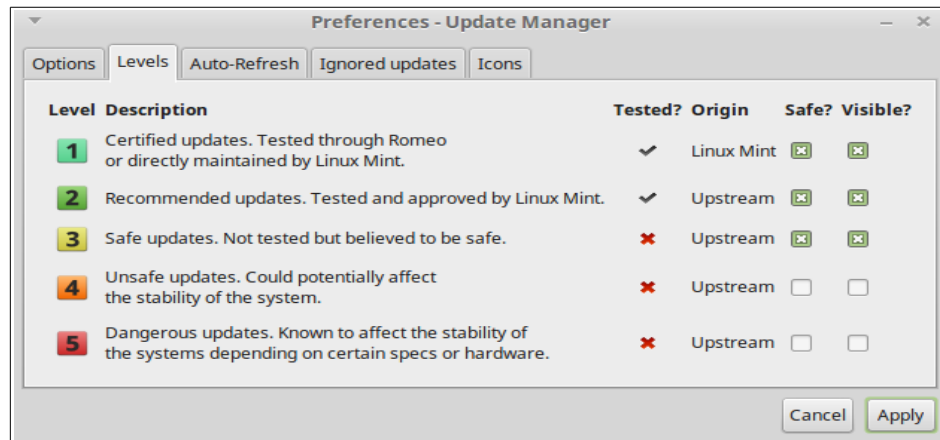 Preferences - Update Manager
Options Levels Auto-Refresh Ignored updates Icons
Level Description Tested? Origin Safe? Visible?
1 Certified updates. Tested through Romeo
or directly maintained by Linux Mint. Linux Mint
2 Recommended updates. Tested and approved by Linux Mint. Upstream
3 Safe updates. Not tested but believed to be safe. Upstream
4 Unsafe updates. Could potentially affect
the stability of the system. Upstream
5 Dangerous updates. Known to affect the stability of
the systems depending on certain specs or hardware. Upstream
Cancel Apply